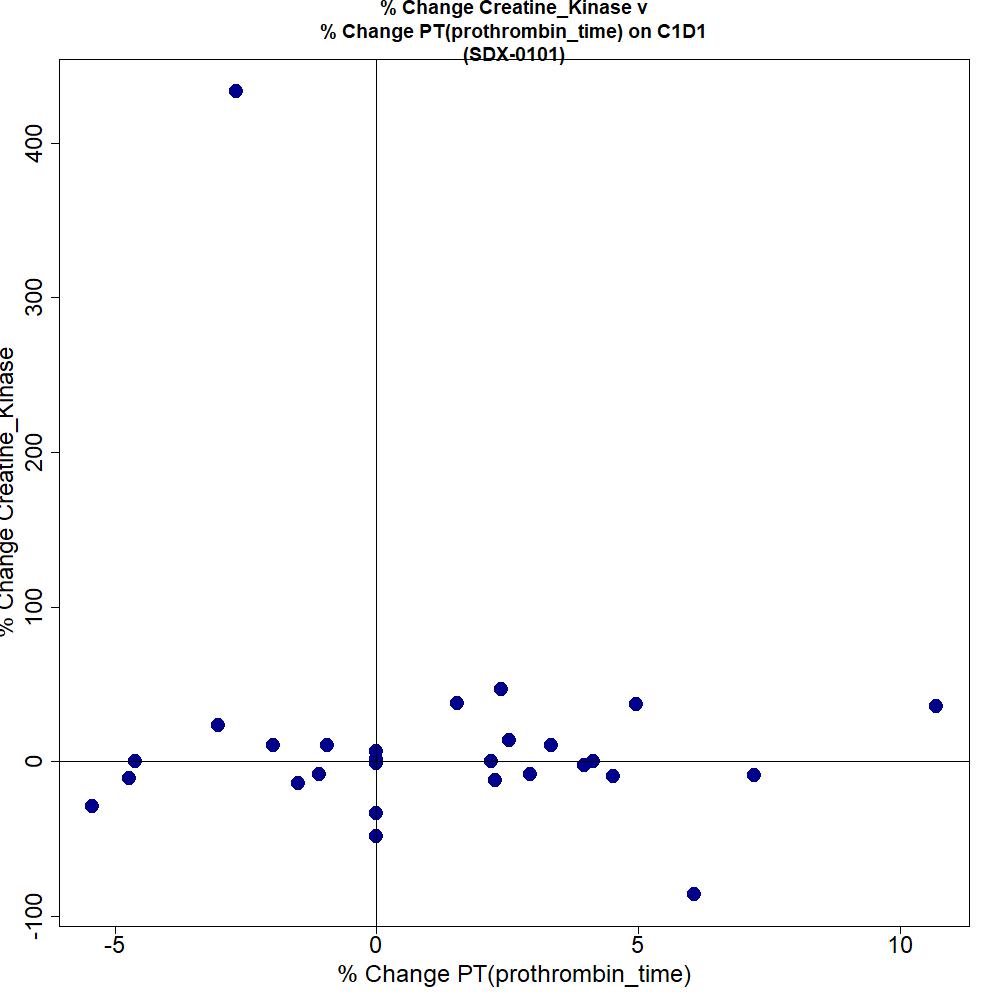 % Change Creatine_Kinase v
% Change PT(prothrombin_time) on C1D1
(SDX-0101)
% Change Creatine_Kinase
400
300
200
100
0
-100
-5
0
5
10
% Change PT(prothrombin_time)